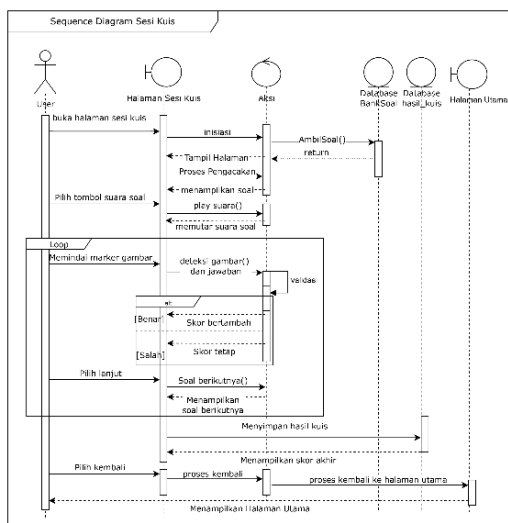 Sequence Diagram Sesi Kuis
User
Halaman Sesi Kuis
Aksi
Database
BankSoal
Database
hasil_kuis
Halaman Utama
buka halaman sesi kuis
inisiasi
AmbilSoal()
return
Tampil Halaman
Proses Pengacakan
menampilkan soal
Pilih tombol suara soal
play suara()
memutar suara soal
Loop
Memindai marker gambar
deteksi gambar()
dan jawaban
validasi
alt
[Benar]
Skor bertambah
[Salah]
Skor tetap
Pilih lanjut
Soal berikutnya()
Menampilkan
soal berikutnya
Menyimpan hasil kuis
Menampilkan skor akhir
Pilih kembali
proses kembali
proses kembali ke halaman utama
Menampilkan Halaman Utama